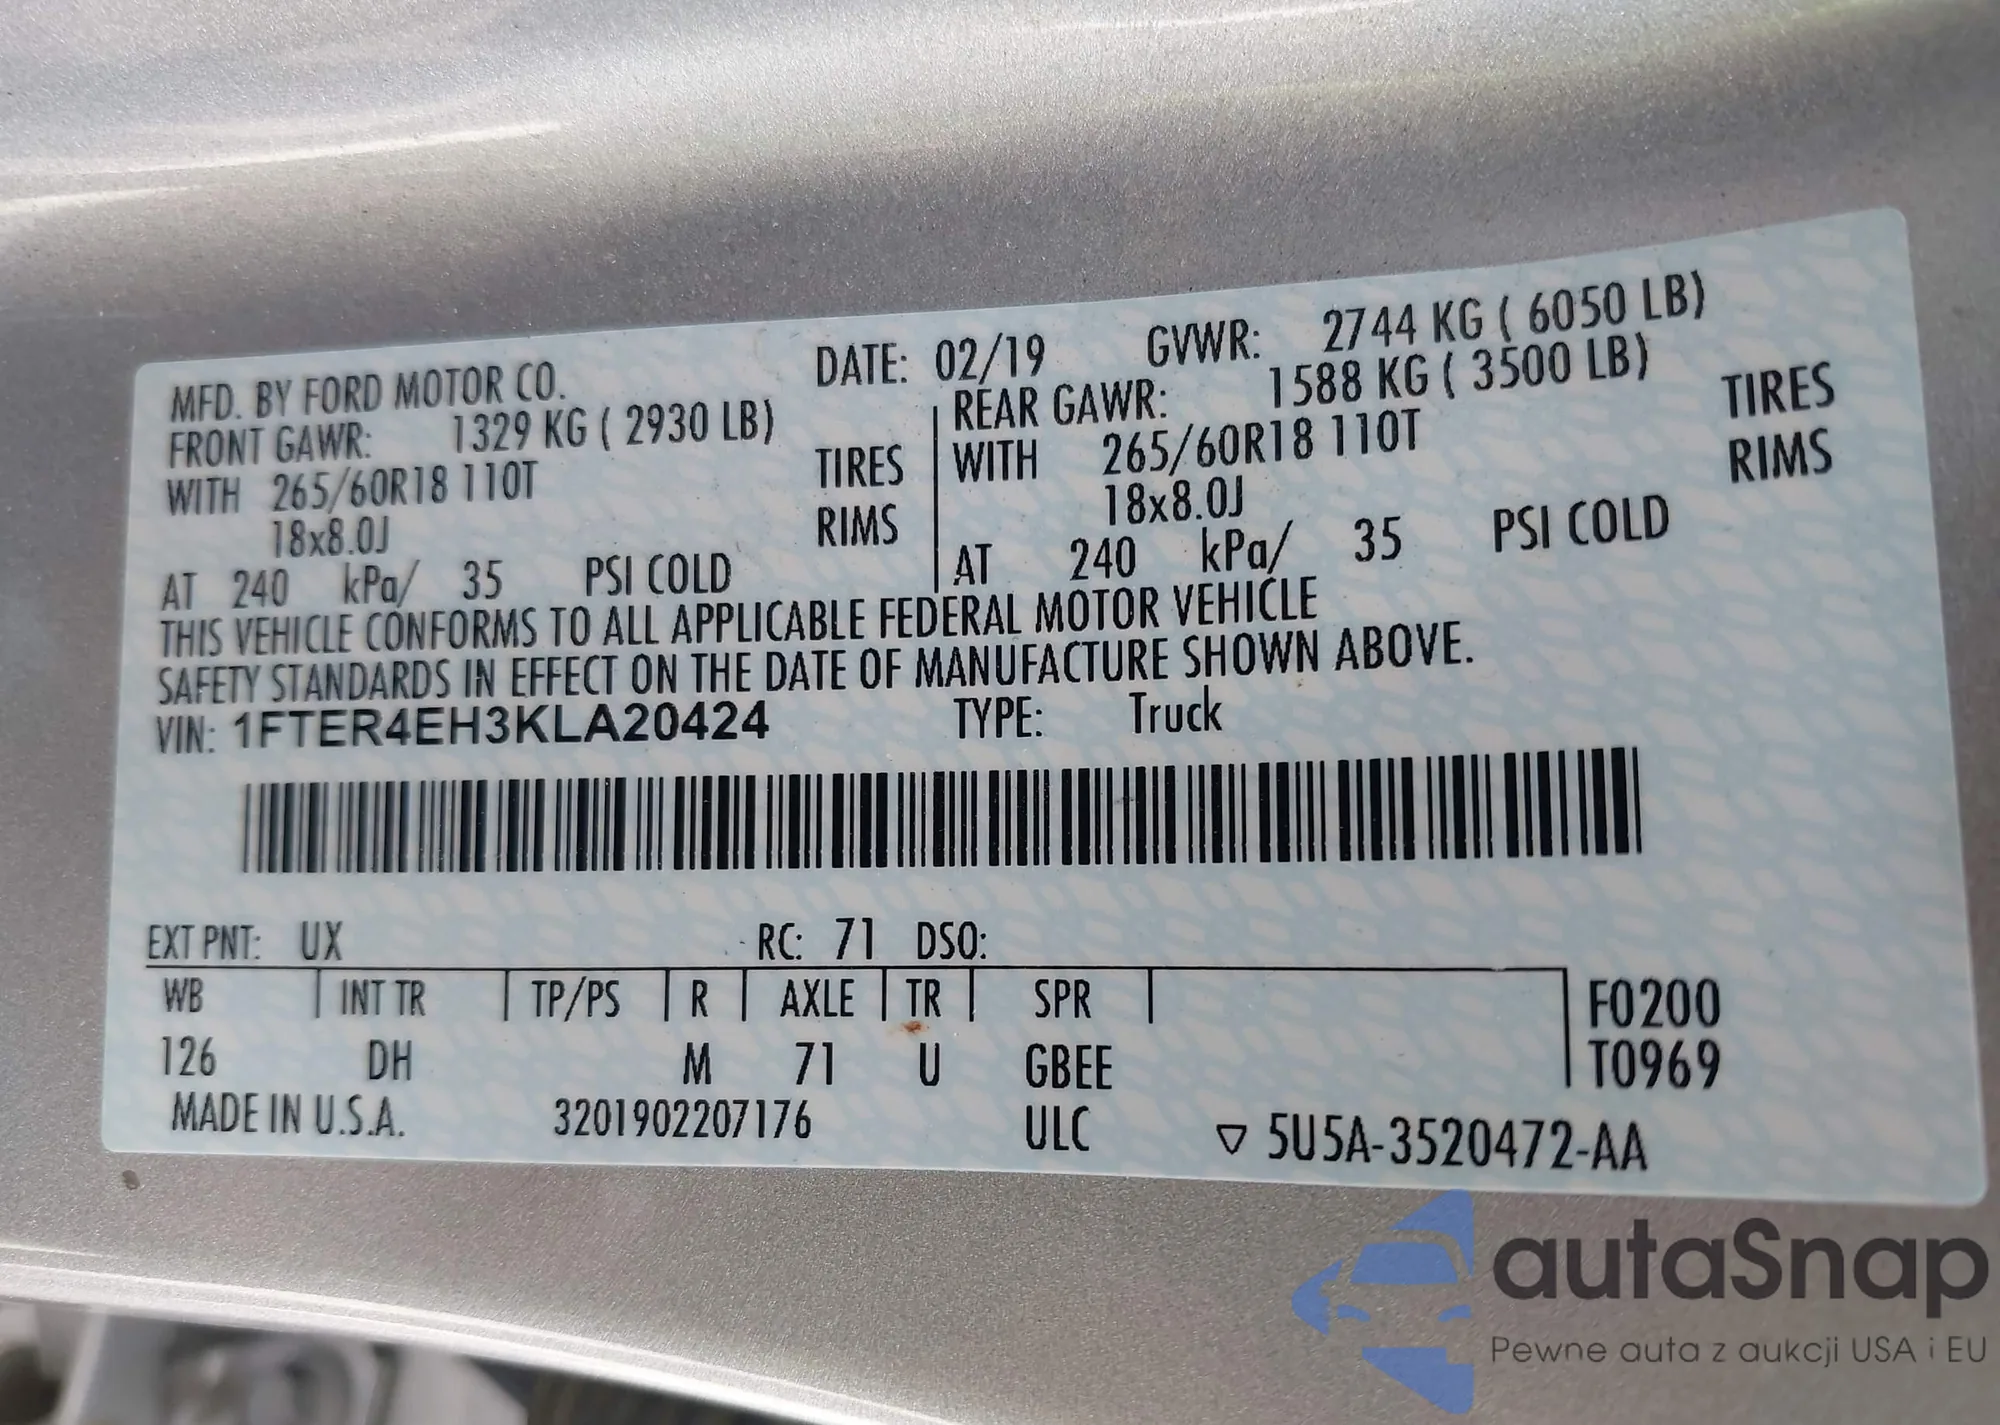 MFD. BY FORD MOTOR CO. DATE: 02/19 GVWR: 2744 KG ( 6050 LB)
FRONT GAWR: 1329 KG ( 2930 LB) REAR GAWR: 1588 KG ( 3500 LB)
WITH 265/60R18 110T TIRES WITH 265/60R18 110T TIRES
18x8.0J RIMS 18x8.0J RIMS
AT 240 kPa/ 35 PSI COLD AT 240 kPa/ 35 PSI COLD
THIS VEHICLE CONFORMS TO ALL APPLICABLE FEDERAL MOTOR VEHICLE
SAFETY STANDARDS IN EFFECT ON THE DATE OF MANUFACTURE SHOWN ABOVE.
VIN: 1FTER4EH3KLA20424 TYPE: Truck
EXT PNT: UX RC: 71 DSO:
WB INT TR TP/PS R AXLE TR SPR F0200
126 DH M 71 U GBEE T0969
MADE IN U.S.A. 3201902207176 ULC ▽ 5U5A-3520472-AA
autaSnap
Pewne auta z aukcji USA i EU